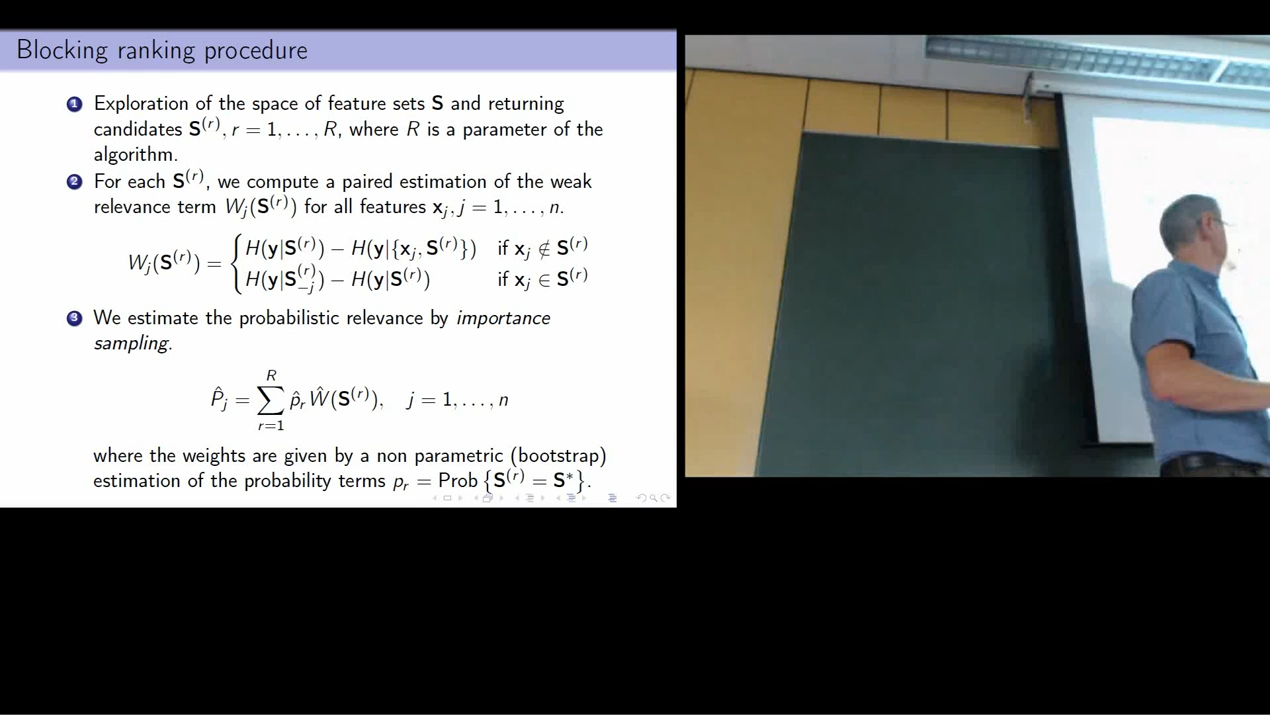 Blocking ranking procedure
1 Exploration of the space of feature sets S and returning
candidates S^(r), r = 1, . . . , R, where R is a parameter of the
algorithm.
2 For each S^(r), we compute a paired estimation of the weak
relevance term W_j(S^(r)) for all features x_j, j = 1, . . . , n.
W_j(S^(r)) = { H(y|S^(r)) − H(y|{x_j, S^(r)}) if x_j ∉ S^(r)
H(y|S_{−j}^(r)) − H(y|S^(r)) if x_j ∈ S^(r)
3 We estimate the probabilistic relevance by importance
sampling.
P̂_j = ∑_{r=1}^{R} p̂_r Ŵ(S^(r)), j = 1, . . . , n
where the weights are given by a non parametric (bootstrap)
estimation of the probability terms p_r = Prob {S^(r) = S*}.